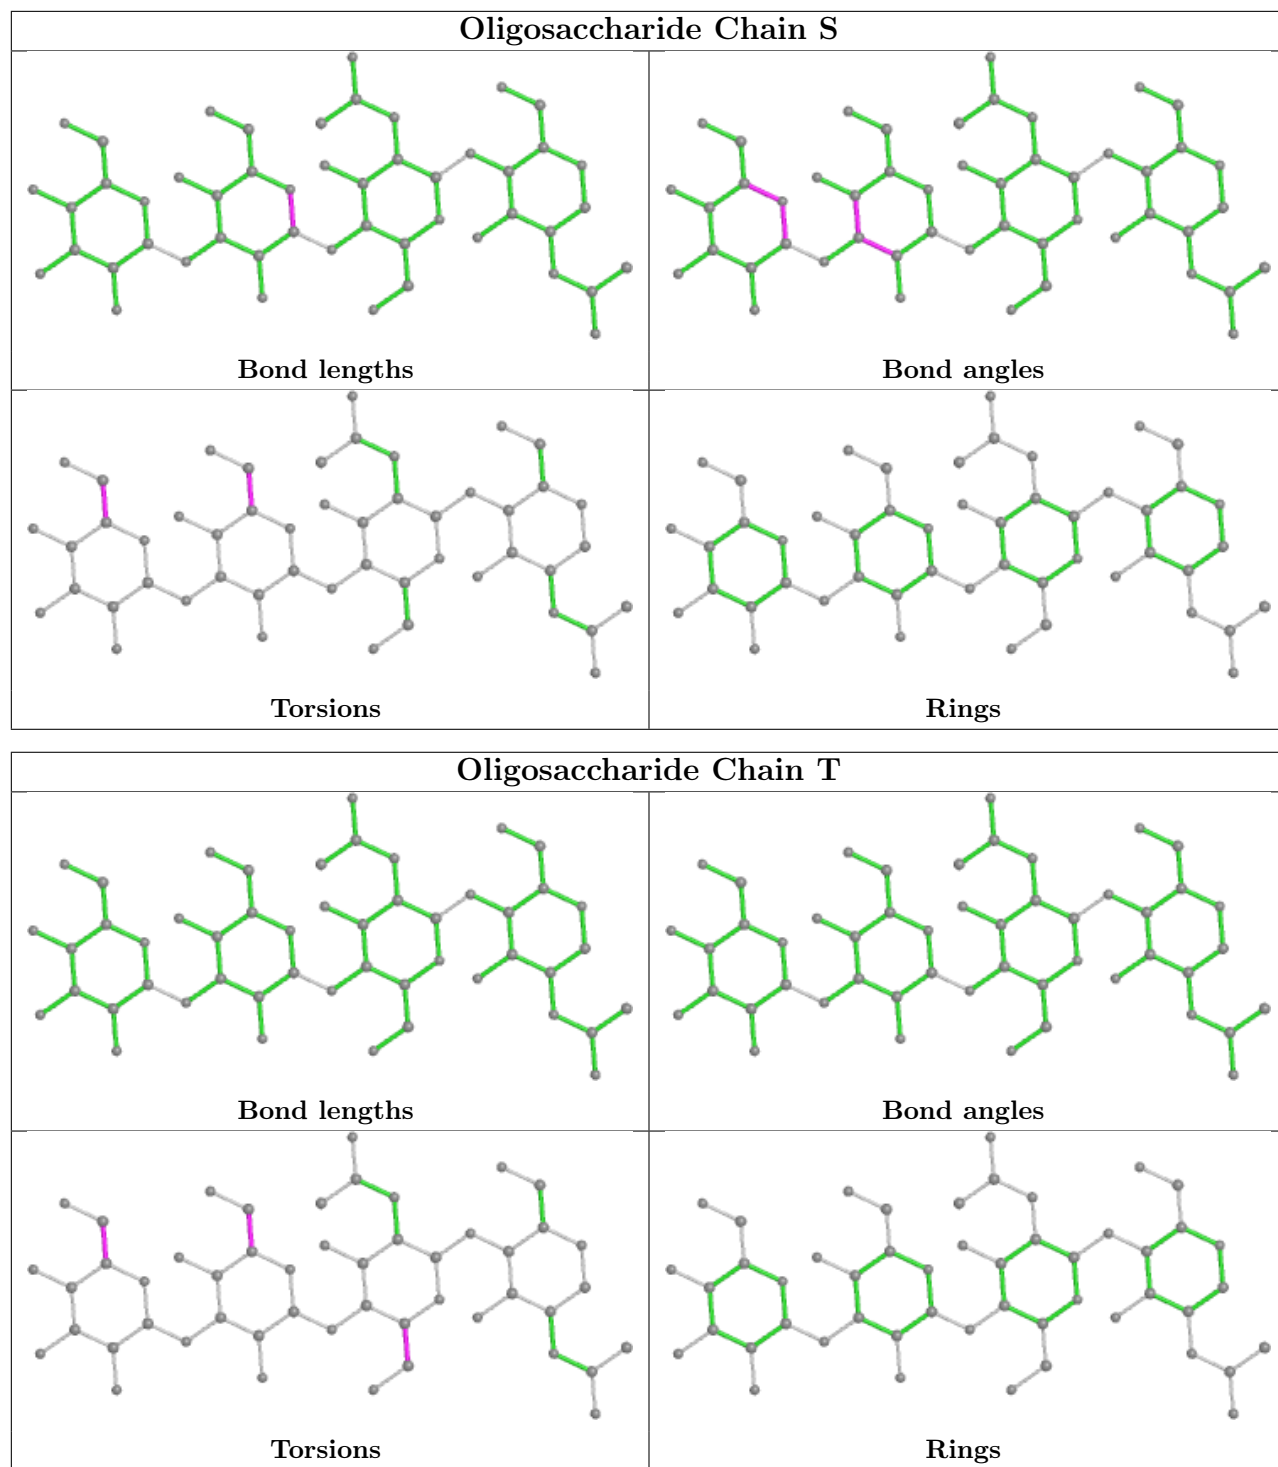 Oligosaccharide Chain S
Bond lengths
Bond angles
Torsions
Rings
Oligosaccharide Chain T
Bond lengths
Bond angles
Torsions
Rings